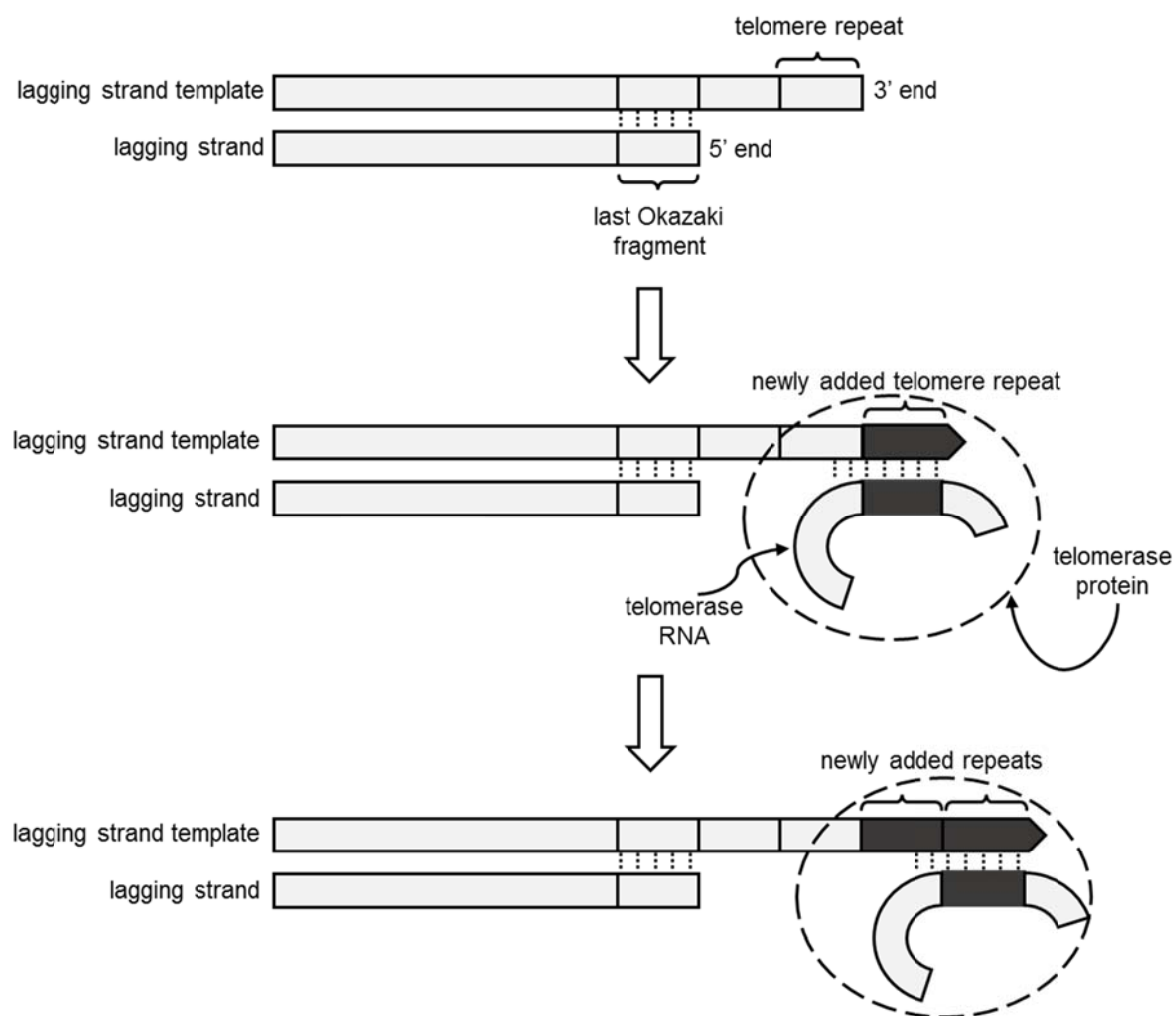 telomere repeat
lagging strand template
3’ end
lagging strand
5’ end
last Okazaki
fragment
newly added telomere repeat
lagging strand template
lagging strand
telomerase
RNA
telomerase
protein
newly added repeats
lagging strand template
lagging strand